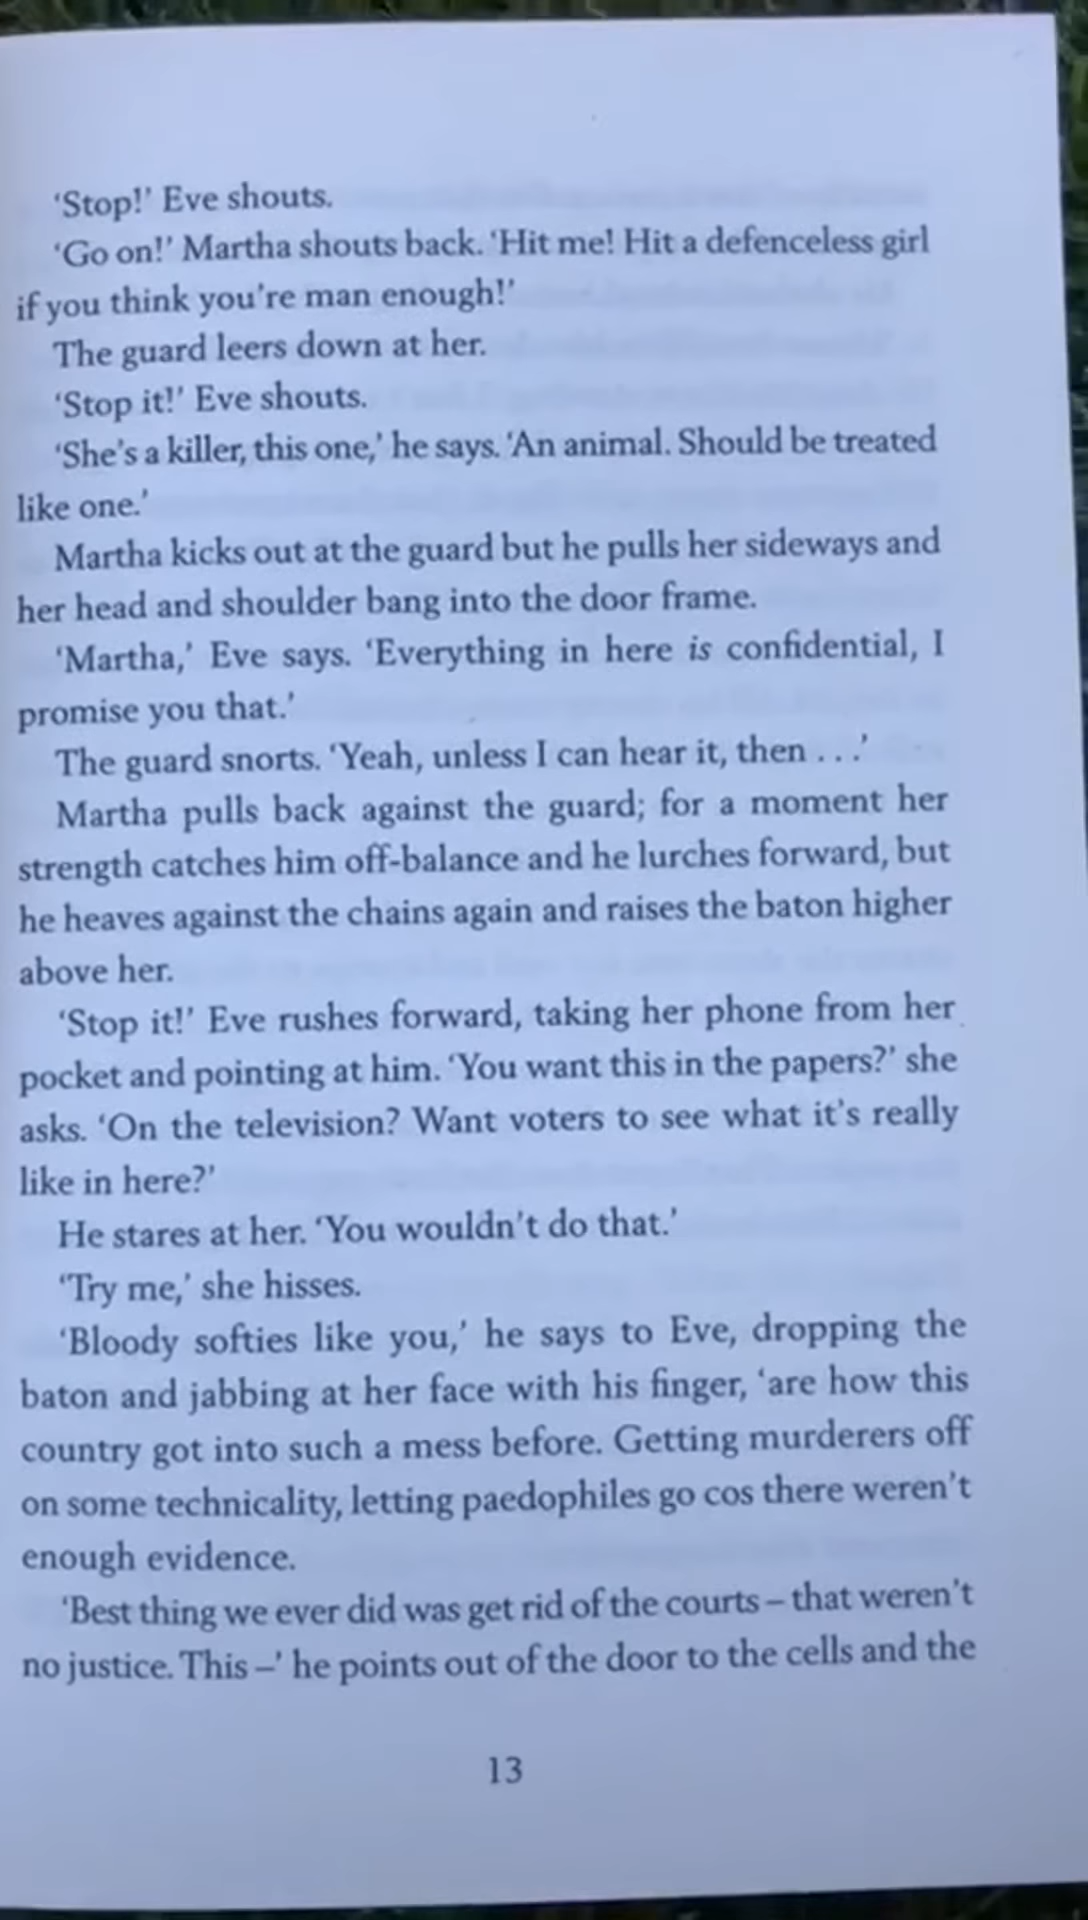 ‘Stop!’ Eve shouts.
‘Go on!’ Martha shouts back. ‘Hit me! Hit a defenceless girl
if you think you’re man enough!’
The guard leers down at her.
‘Stop it!’ Eve shouts.
‘She’s a killer, this one,’ he says. ‘An animal. Should be treated
like one.’
Martha kicks out at the guard but he pulls her sideways and
her head and shoulder bang into the door frame.
‘Martha,’ Eve says. ‘Everything in here is confidential, I
promise you that.’
The guard snorts. ‘Yeah, unless I can hear it, then . . .’
Martha pulls back against the guard; for a moment her
strength catches him off-balance and he lurches forward, but
he heaves against the chains again and raises the baton higher
above her.
‘Stop it!’ Eve rushes forward, taking her phone from her
pocket and pointing at him. ‘You want this in the papers?’ she
asks. ‘On the television? Want voters to see what it’s really
like in here?’
He stares at her. ‘You wouldn’t do that.’
‘Try me,’ she hisses.
‘Bloody softies like you,’ he says to Eve, dropping the
baton and jabbing at her face with his finger, ‘are how this
country got into such a mess before. Getting murderers off
on some technicality, letting paedophiles go cos there weren’t
enough evidence.
‘Best thing we ever did was get rid of the courts – that weren’t
no justice. This –’ he points out of the door to the cells and the
13